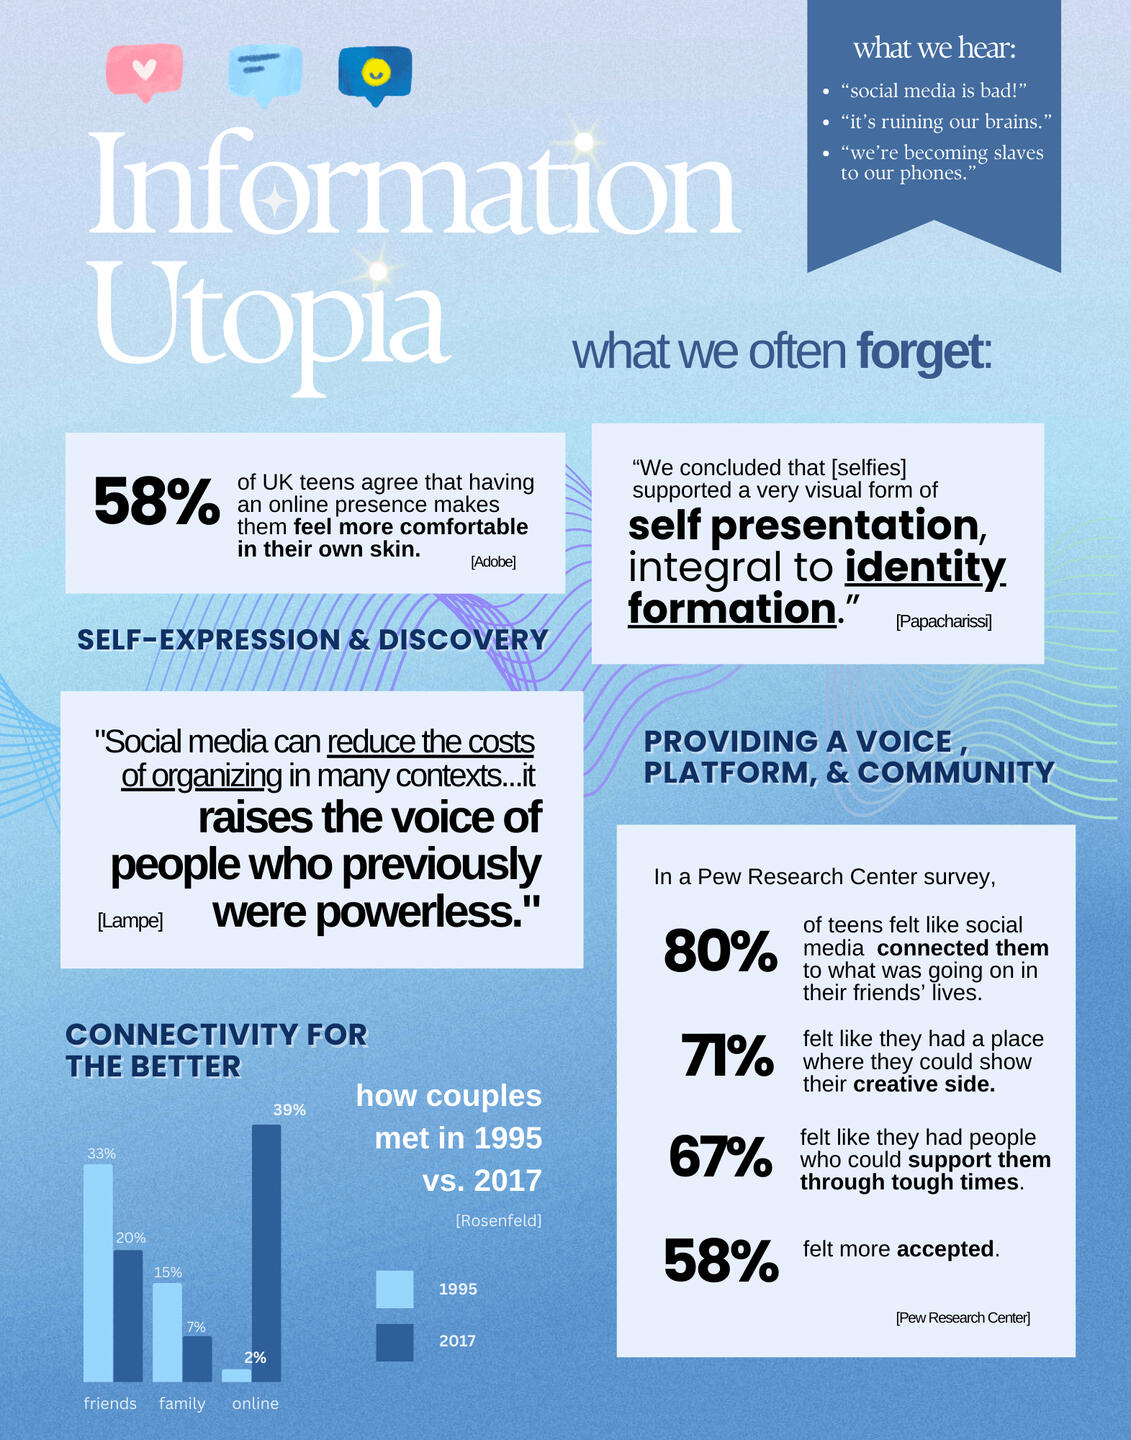 what we hear:
• “social media is bad!”
• “it’s ruining our brains.”
• “we’re becoming slaves
to our phones.”
Information
Utopia
what we often forget:
58%
of UK teens agree that having
an online presence makes
them feel more comfortable
in their own skin.
[Adobe]
“We concluded that [selfies]
supported a very visual form of
self presentation,
integral to identity
formation.”
[Papacharissi]
SELF-EXPRESSION & DISCOVERY
"Social media can reduce the costs
of organizing in many contexts...it
raises the voice of
people who previously
were powerless."
[Lampe]
PROVIDING A VOICE ,
PLATFORM, & COMMUNITY
In a Pew Research Center survey,
80%
of teens felt like social
media connected them
to what was going on in
their friends’ lives.
71%
felt like they had a place
where they could show
their creative side.
67%
felt like they had people
who could support them
through tough times.
58%
felt more accepted.
[Pew Research Center]
CONNECTIVITY FOR
THE BETTER
how couples
met in 1995
vs. 2017
[Rosenfeld]
1995
2017
33%
20%
15%
7%
2%
39%
friends
family
online